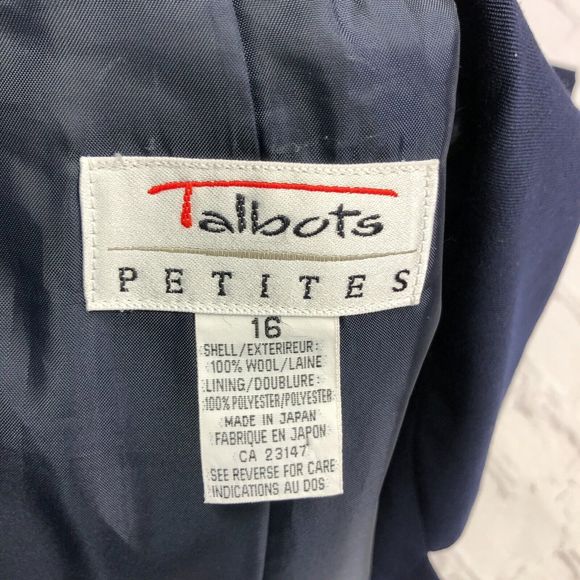 Talbots
PETITES
16
SHELL/EXTERIREUR:
100% WOOL/LAINE
LINING/DOUBLURE:
100% POLYESTER/POLYESTER
MADE IN JAPAN
FABRIQUE EN JAPON
CA 23147
SEE REVERSE FOR CARE
INDICATIONS AU DOS